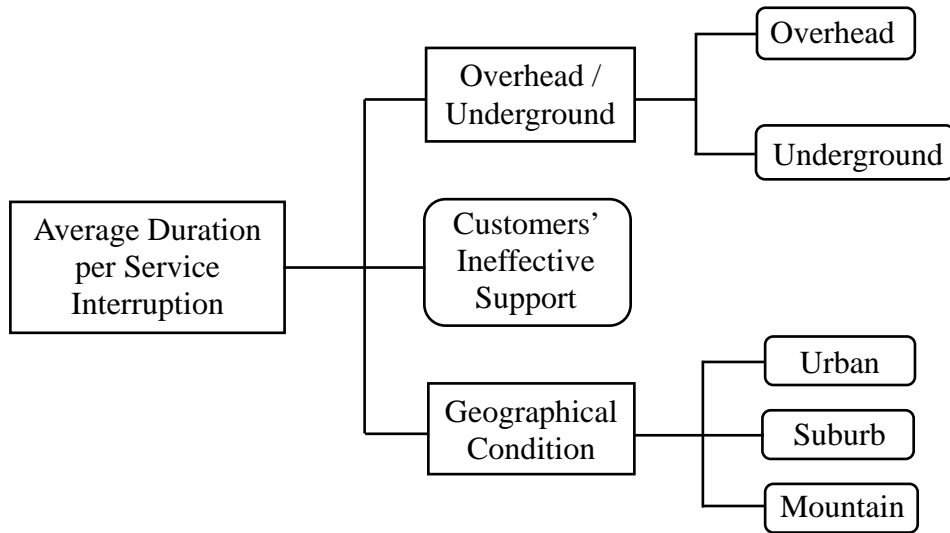 Overhead
Overhead /
Underground
Underground
Average Duration
per Service
Interruption
Customers’
Ineffective
Support
Geographical
Condition
Urban
Suburb
Mountain